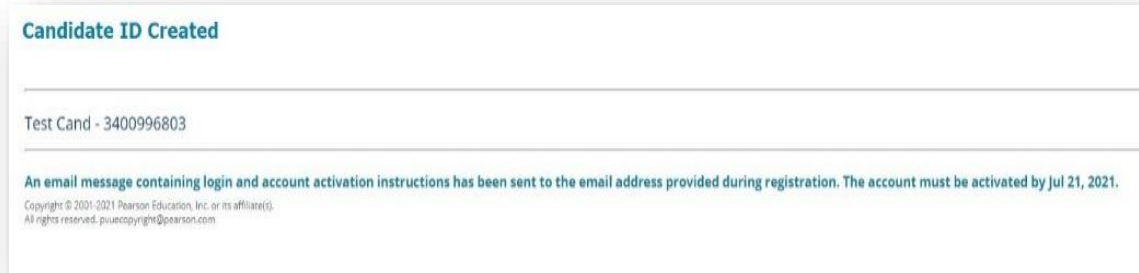 Candidate ID Created
Test Cand - 3400996803
An email message containing login and account activation instructions has been sent to the email address provided during registration. The account must be activated by Jul 21, 2021.
Copyright © 2001-2021 Pearson Education, Inc. or its affiliate(s).
All rights reserved. pvuecopyright@pearson.com